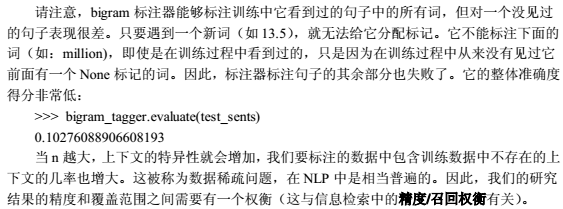 请注意，bigram 标注器能够标注训练中它看到过的句子中的所有词，但对一个没见过
的句子表现很差。只要遇到一个新词（如 13.5），就无法给它分配标记。它不能标注下面的
词（如：million)，即使是在训练过程中看到过的，只是因为在训练过程中从来没有见过它
前面有一个 None 标记的词。因此，标注器标注句子的其余部分也失败了。它的整体准确度
得分非常低：
>>> bigram_tagger.evaluate(test_sents)
0.10276088906608193
当 n 越大，上下文的特异性就会增加，我们要标注的数据中包含训练数据中不存在的上
下文的几率也增大。这被称为数据稀疏问题，在 NLP 中是相当普遍的。因此，我们的研究
结果的精度和覆盖范围之间需要有一个权衡（这与信息检索中的精度/召回权衡有关）。